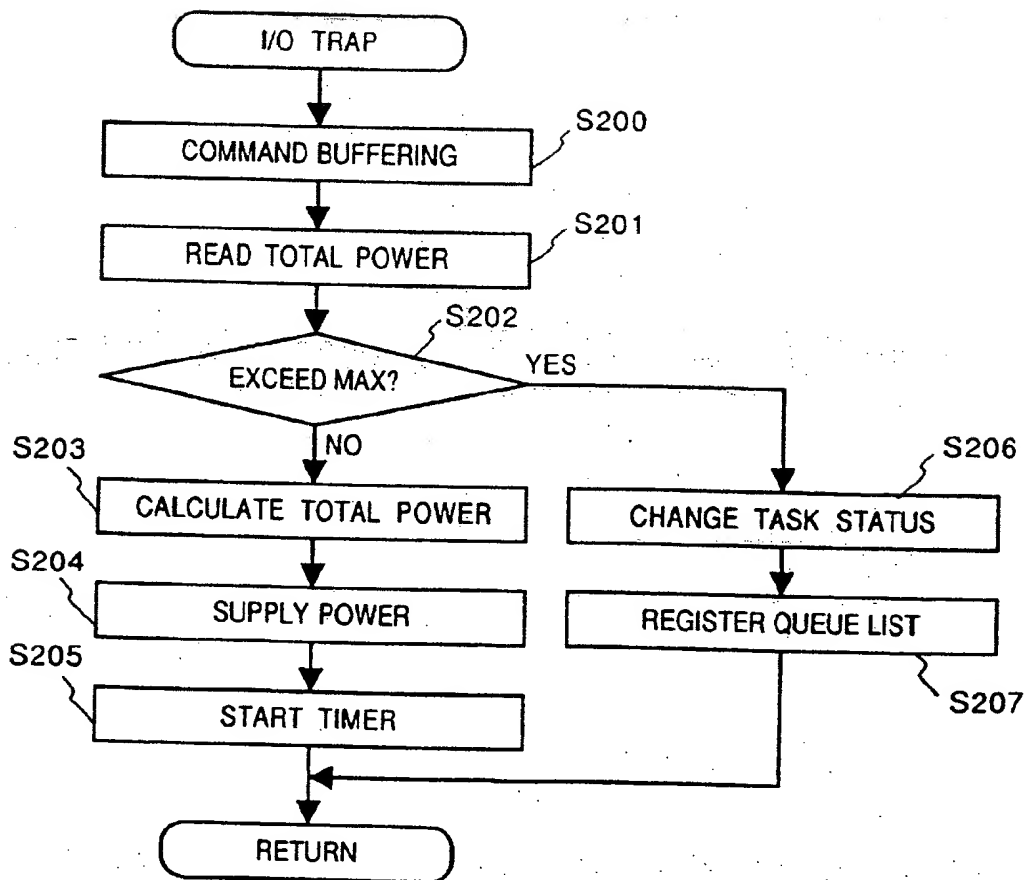 I/O TRAP
S200
COMMAND BUFFERING
S201
READ TOTAL POWER
S202
EXCEED MAX?
YES
NO
S203
CALCULATE TOTAL POWER
S206
CHANGE TASK STATUS
S204
SUPPLY POWER
REGISTER QUEUE LIST
S205
S207
START TIMER
RETURN